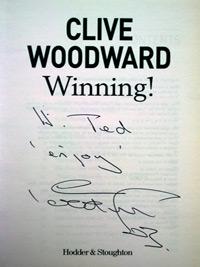 CLIVE
WOODWARD
Winning!
Hi Ted
'enjoy'
Hodder & Stoughton